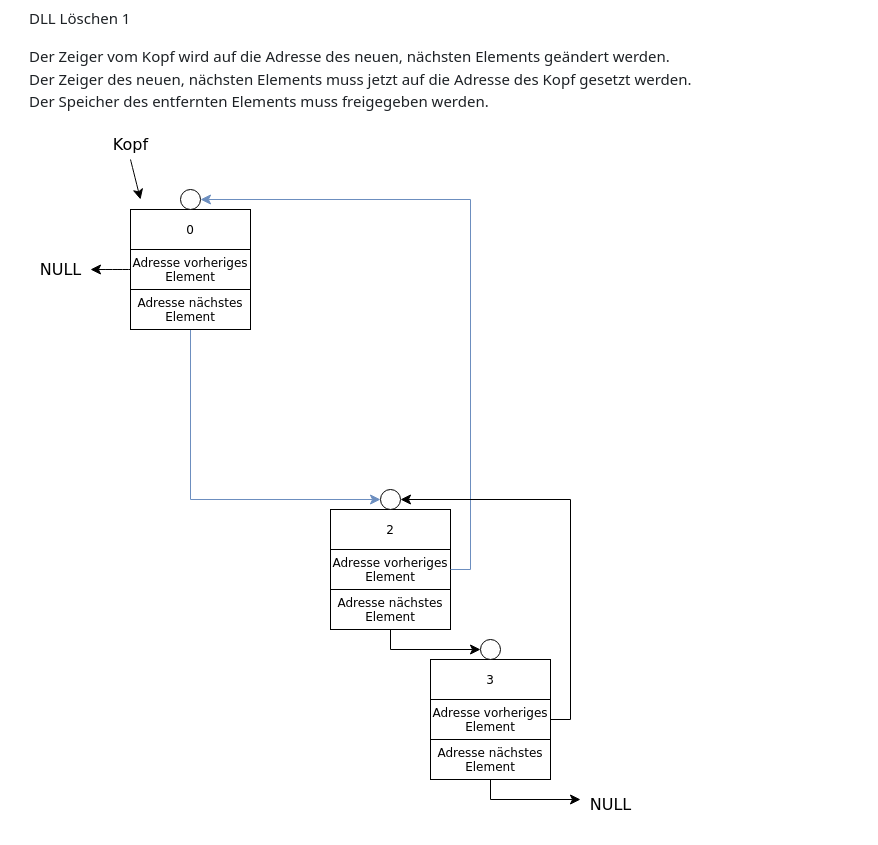 DLL Löschen 1
Der Zeiger vom Kopf wird auf die Adresse des neuen, nächsten Elements geändert werden.
Der Zeiger des neuen, nächsten Elements muss jetzt auf die Adresse des Kopf gesetzt werden.
Der Speicher des entfernten Elements muss freigegeben werden.
Kopf
0
NULL
Adresse vorheriges
Element
Adresse nächstes
Element
2
Adresse vorheriges
Element
Adresse nächstes
Element
3
Adresse vorheriges
Element
Adresse nächstes
Element
NULL